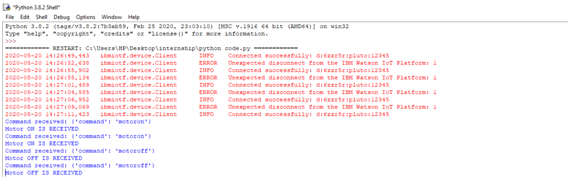 *Python 3.8.2 Shell*
File Edit Shell Debug Options Window Help
Python 3.8.2 (tags/v3.8.2:7b3ab59, Feb 25 2020, 23:03:10) [MSC v.1916 64 bit (AMD64)] on win32
Type "help", "copyright", "credits" or "license()" for more information.
>>>
============ RESTART: C:\Users\HP\Desktop\internship\python code.py ============
2020-05-20 14:26:49,443 ibmiotf.device.Client INFO Connected successfully: d:6zzr5r:pluto:12345
2020-05-20 14:26:52,638 ibmiotf.device.Client ERROR Unexpected disconnect from the IBM Watson IoT Platform: 1
2020-05-20 14:26:55,902 ibmiotf.device.Client INFO Connected successfully: d:6zzr5r:pluto:12345
2020-05-20 14:26:58,134 ibmiotf.device.Client ERROR Unexpected disconnect from the IBM Watson IoT Platform: 1
2020-05-20 14:27:01,489 ibmiotf.device.Client INFO Connected successfully: d:6zzr5r:pluto:12345
2020-05-20 14:27:04,585 ibmiotf.device.Client ERROR Unexpected disconnect from the IBM Watson IoT Platform: 1
2020-05-20 14:27:06,952 ibmiotf.device.Client INFO Connected successfully: d:6zzr5r:pluto:12345
2020-05-20 14:27:09,069 ibmiotf.device.Client ERROR Unexpected disconnect from the IBM Watson IoT Platform: 1
2020-05-20 14:27:11,423 ibmiotf.device.Client INFO Connected successfully: d:6zzr5r:pluto:12345
Command received: {'command': 'motoron'}
Motor ON IS RECEIVED
Command received: {'command': 'motoron'}
Motor ON IS RECEIVED
Command received: {'command': 'motoroff'}
Motor OFF IS RECEIVED
Command received: {'command': 'motoroff'}
Motor OFF IS RECEIVED